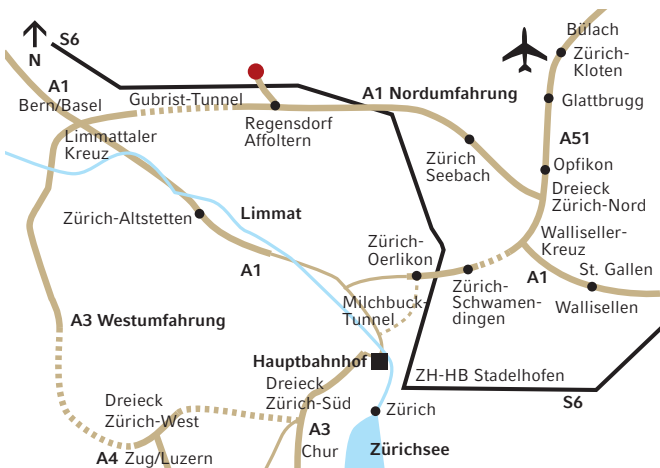 S6
N
A1
Bern/Basel
Gubrist-Tunnel
Limmattaler
Kreuz
Regensdorf
Affoltern
A1 Nordumfahrung
Bülach
Zürich-
Kloten
Glattbrugg
A51
Opfikon
Zürich
Seebach
Dreieck
Zürich-Nord
Zürich-Altstetten
Limmat
A1
Zürich-
Oerlikon
Walliseller-
Kreuz
A1
St. Gallen
Wallisellen
Milchbuck-
Tunnel
Zürich-
Schwamen-
dingen
A3 Westumfahrung
Hauptbahnhof
ZH-HB Stadelhofen
S6
Dreieck
Zürich-Süd
Dreieck
Zürich-West
Zürich
A3
Chur
Zürichsee
A4 Zug/Luzern